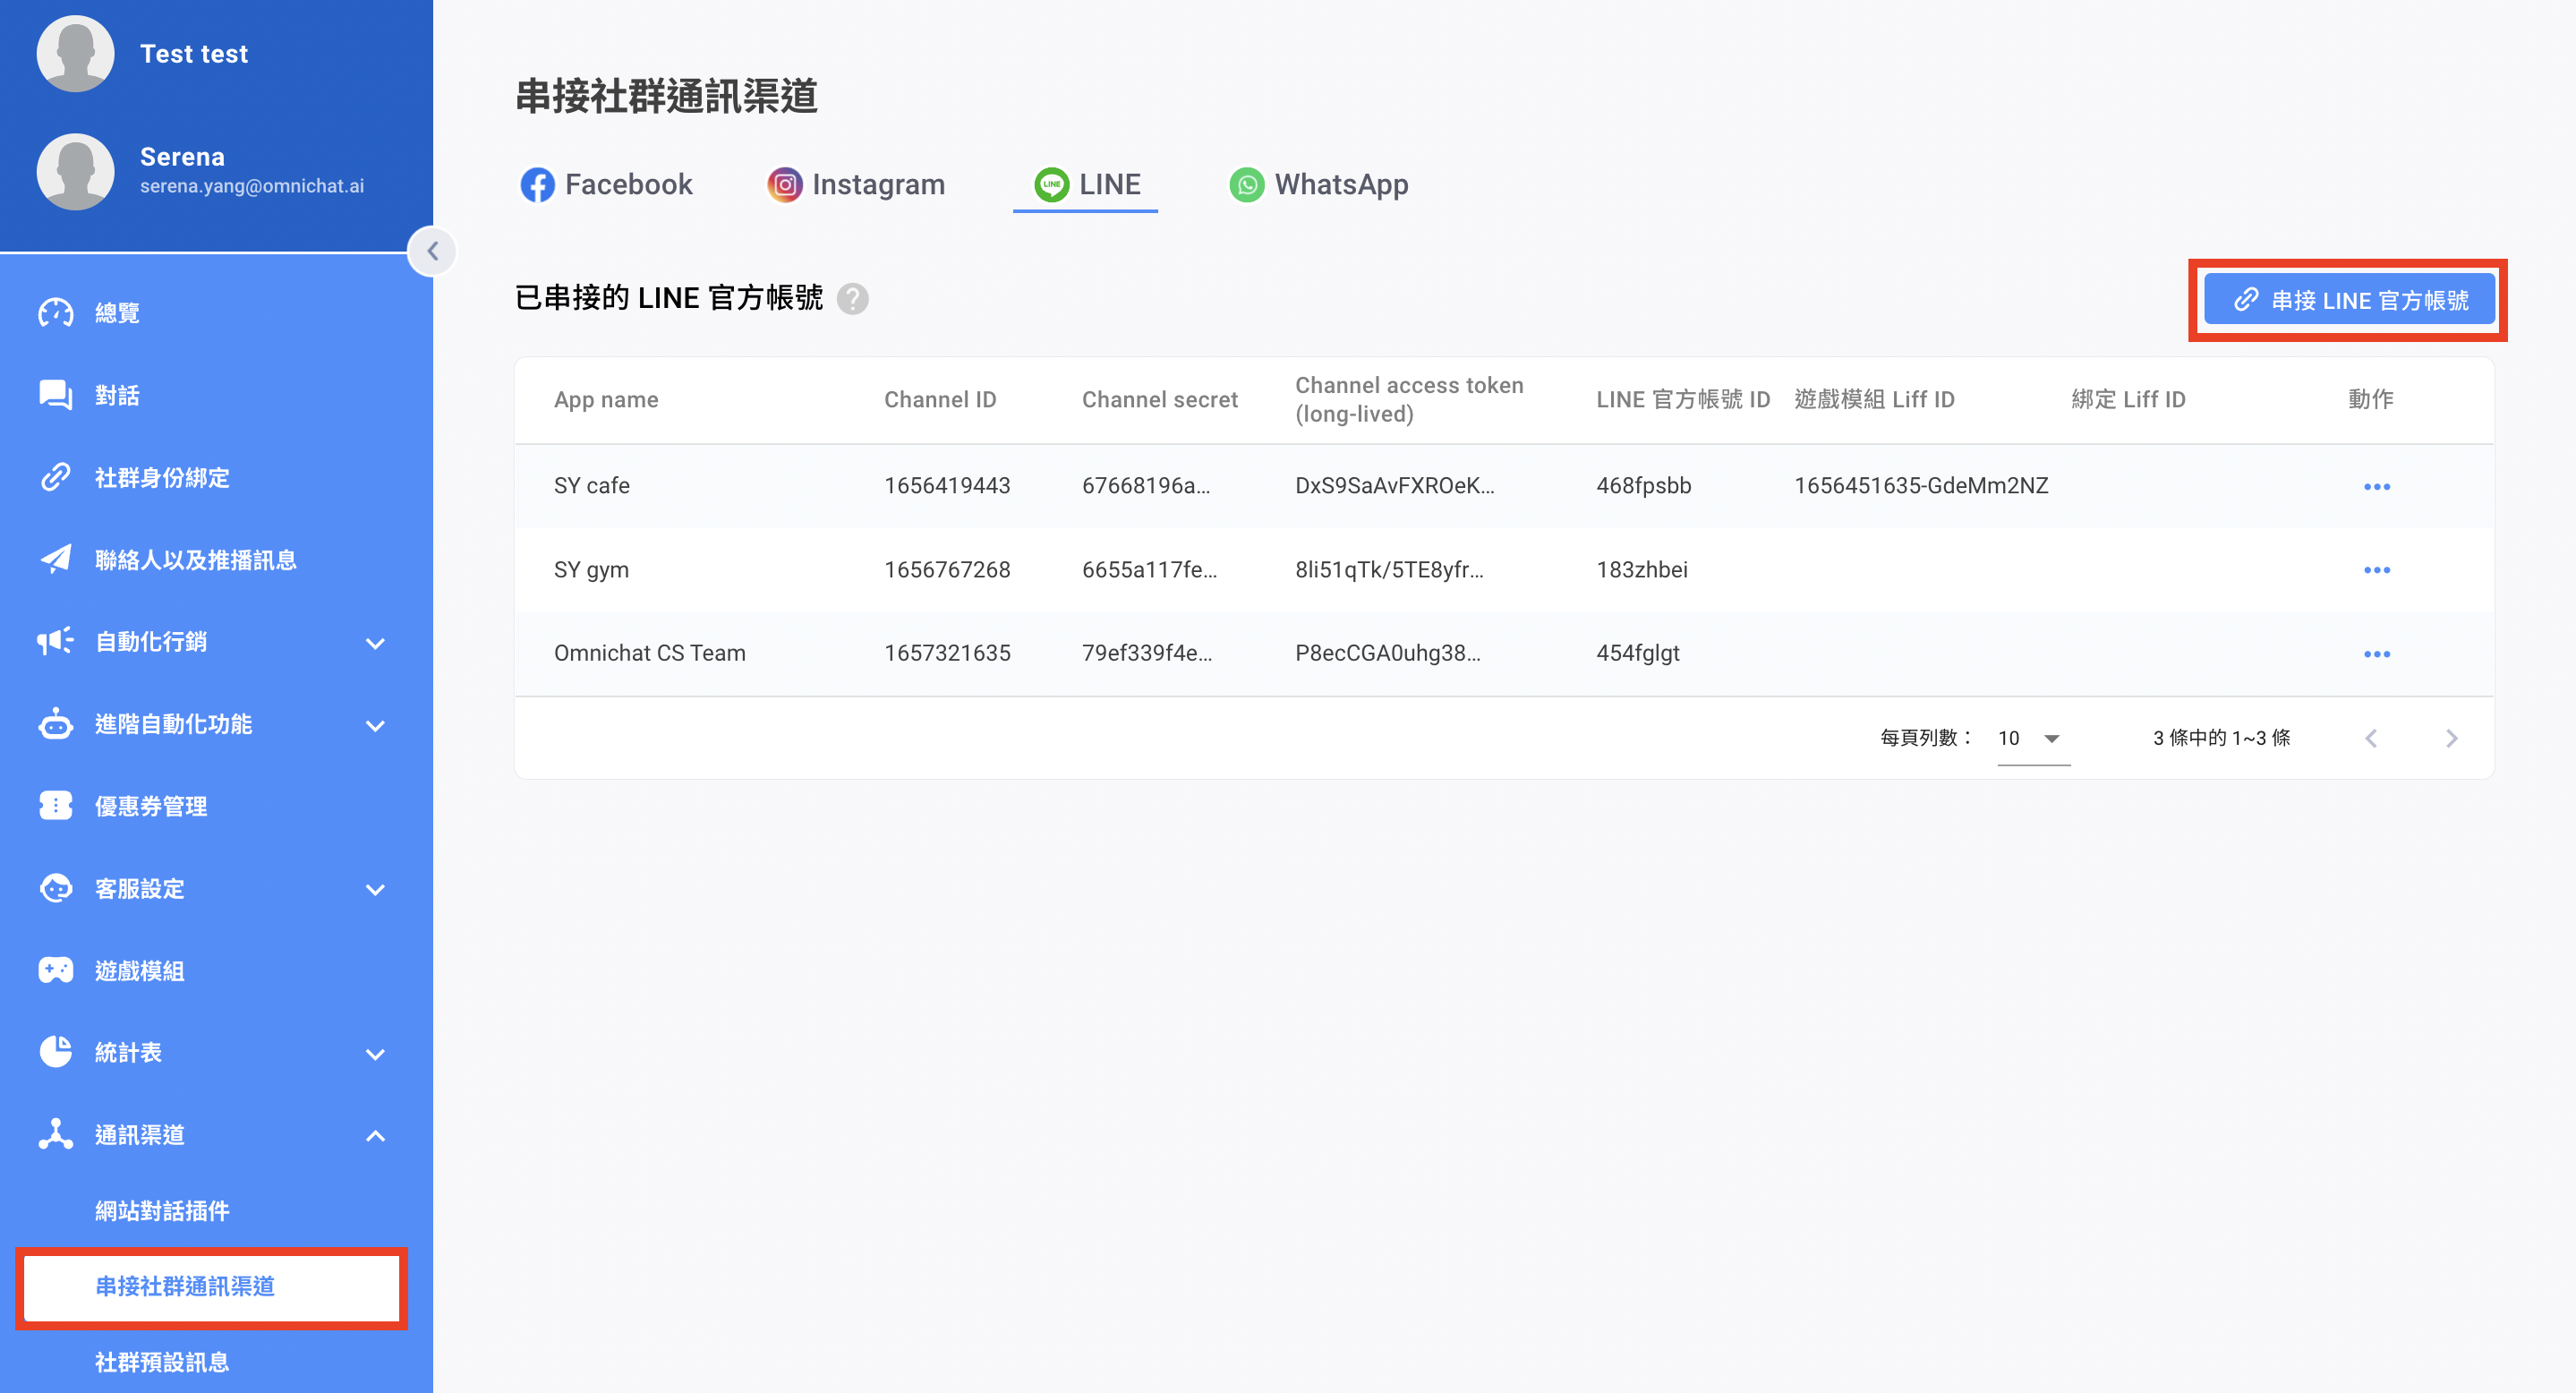 Test test
Serena
serena.yang@omnichat.ai
總覽
對話
社群身份綁定
聯絡人以及推播訊息
自動化行銷
進階自動化功能
優惠券管理
客服設定
遊戲模組
統計表
通訊渠道
網站對話插件
串接社群通訊渠道
社群預設訊息
串接社群通訊渠道
Facebook Instagram LINE LINE WhatsApp
已串接的 LINE 官方帳號 ?
串接 LINE 官方帳號
App name Channel ID Channel secret Channel access token (long-lived) LINE 官方帳號 ID 遊戲模組 Liff ID 綁定 Liff ID 動作
SY cafe 1656419443 67668196a... DxS9SaAvFXROeK... 468fpsbb 1656451635-GdeMm2NZ
SY gym 1656767268 6655a117fe... 8li51qTk/5TE8yfr... 183zhbei
Omnichat CS Team 1657321635 79ef339f4e... P8ecCGA0uhg38... 454fglgt
每頁列數： 10 3 條中的 1~3 條